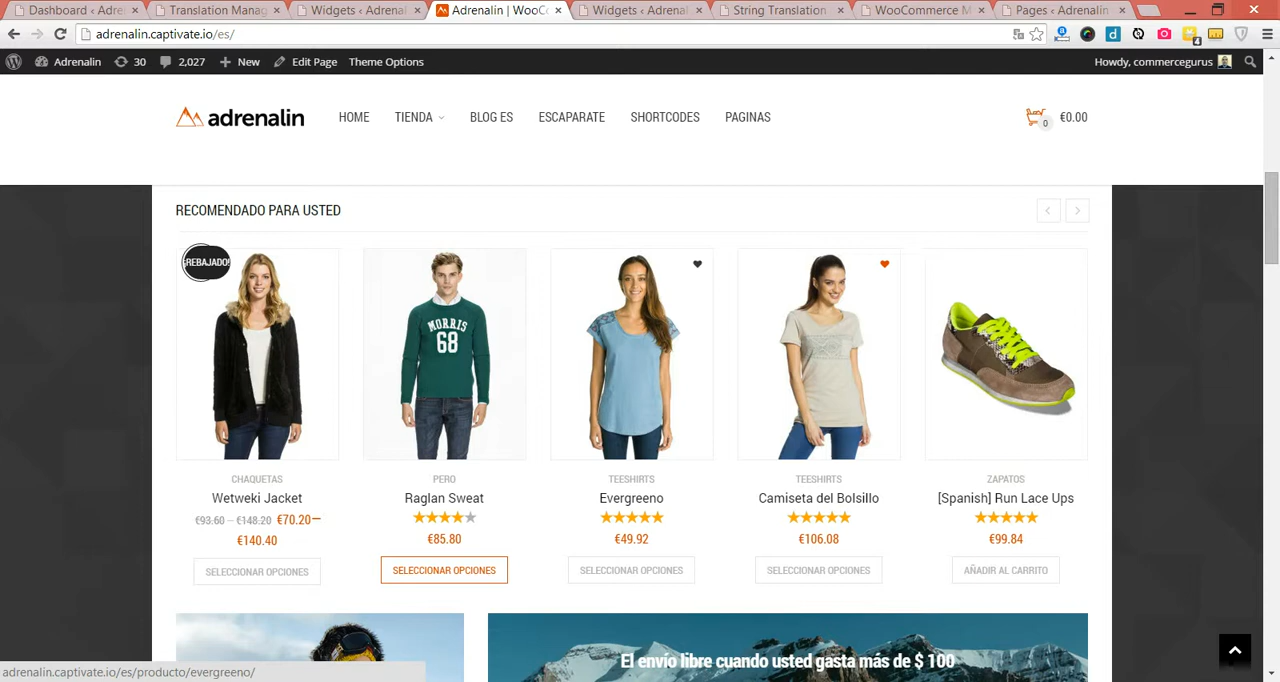 Dashboard ‹ Adre
Translation Manag
Widgets ‹ Adrenal
Adrenalin | WooC
Widgets ‹ Adrenal
String Translation
WooCommerce M
Pages ‹ Adrenalin
adrenalin.captivate.io/es/
4
Adrenalin
30
2,027
New
Edit Page
Theme Options
Howdy, commercegurus
adrenalin
HOME
TIENDA
BLOG ES
ESCAPARATE
SHORTCODES
PAGINAS
0
€0.00
RECOMENDADO PARA USTED
¡REBAJADO!
MORRIS
68
CHAQUETAS
Wetweki Jacket
€93.60 – €148.20 €70.20–
€140.40
SELECCIONAR OPCIONES
PERO
Raglan Sweat
€85.80
SELECCIONAR OPCIONES
TEESHIRTS
Evergreeno
€49.92
SELECCIONAR OPCIONES
TEESHIRTS
Camiseta del Bolsillo
€106.08
SELECCIONAR OPCIONES
ZAPATOS
[Spanish] Run Lace Ups
€99.84
AÑADIR AL CARRITO
El envío libre cuando usted gasta más de $ 100
adrenalin.captivate.io/es/producto/evergreeno/